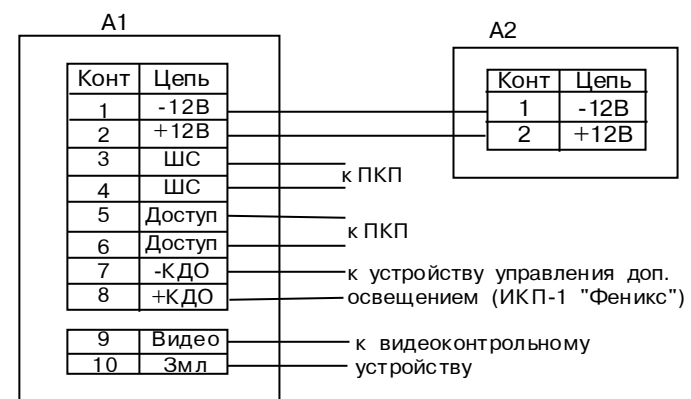 А1
А2
Конт Цепь
1 -12В
2 +12В
3 ШС
4 ШС
5 Доступ
6 Доступ
7 -КДО
8 +КДО
9 Видео
10 Змл
Конт Цепь
1 -12В
2 +12В
к ПКП
к ПКП
к устройству управления доп.
освещением (ИКП-1 "Феникс")
к видеоконтрольному
устройству